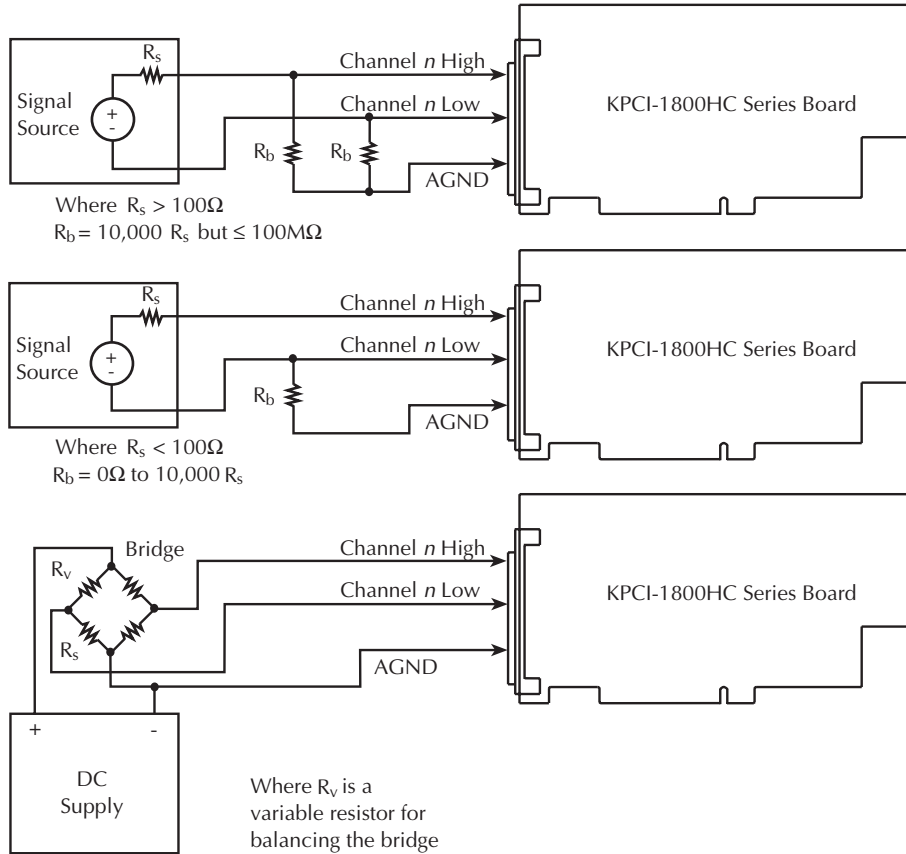 Rs
Channel n High
Signal
Source
+
-
Channel n Low
Rb
Rb
AGND
KPCI-1800HC Series Board
Where Rs > 100Ω
Rb = 10,000 Rs but ≤ 100MΩ
Rs
Channel n High
Signal
Source
+
-
Channel n Low
Rb
AGND
KPCI-1800HC Series Board
Where Rs < 100Ω
Rb = 0Ω to 10,000 Rs
Bridge
Rv
Rs
Channel n High
Channel n Low
AGND
KPCI-1800HC Series Board
+
-
DC
Supply
Where Rv is a
variable resistor for
balancing the bridge